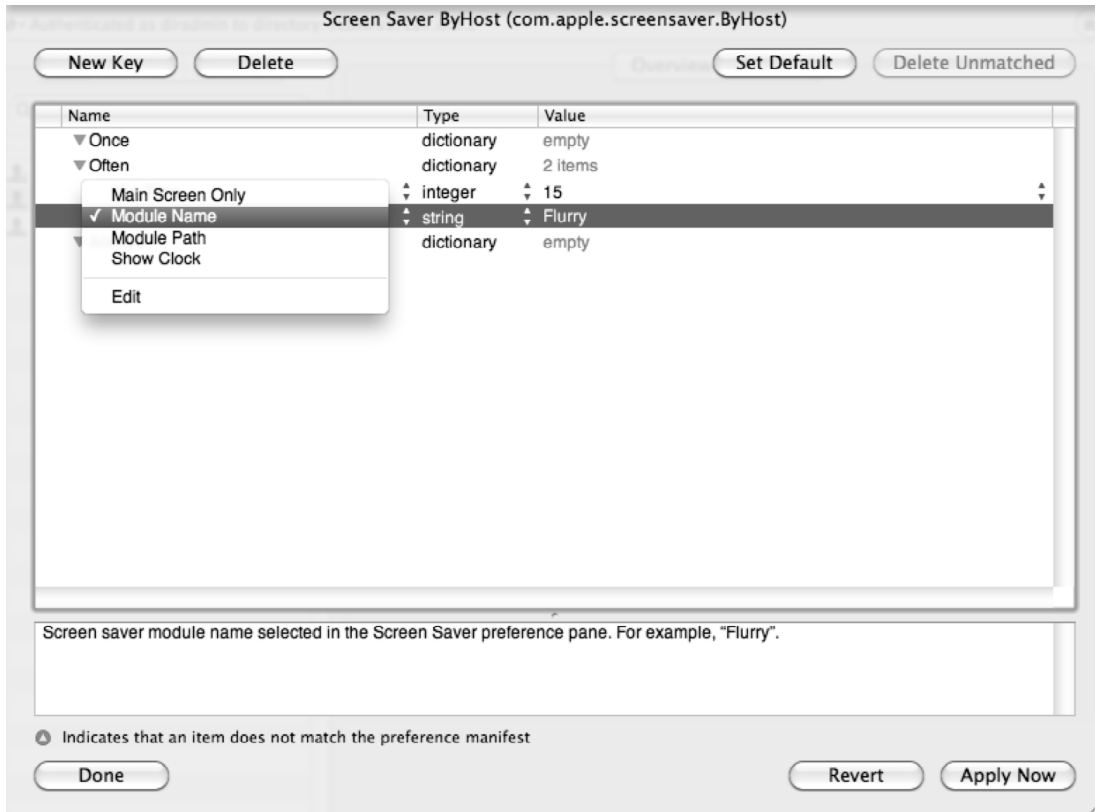 Screen Saver ByHost (com.apple.screensaver.ByHost)
New Key Delete Overview Set Default Delete Unmatched
Name Type Value
Once dictionary empty
Often dictionary 2 items
Main Screen Only integer 15
✓ Module Name string Flurry
Module Path dictionary empty
Show Clock
Edit
Screen saver module name selected in the Screen Saver preference pane. For example, “Flurry”.
Indicates that an item does not match the preference manifest
Done Revert Apply Now